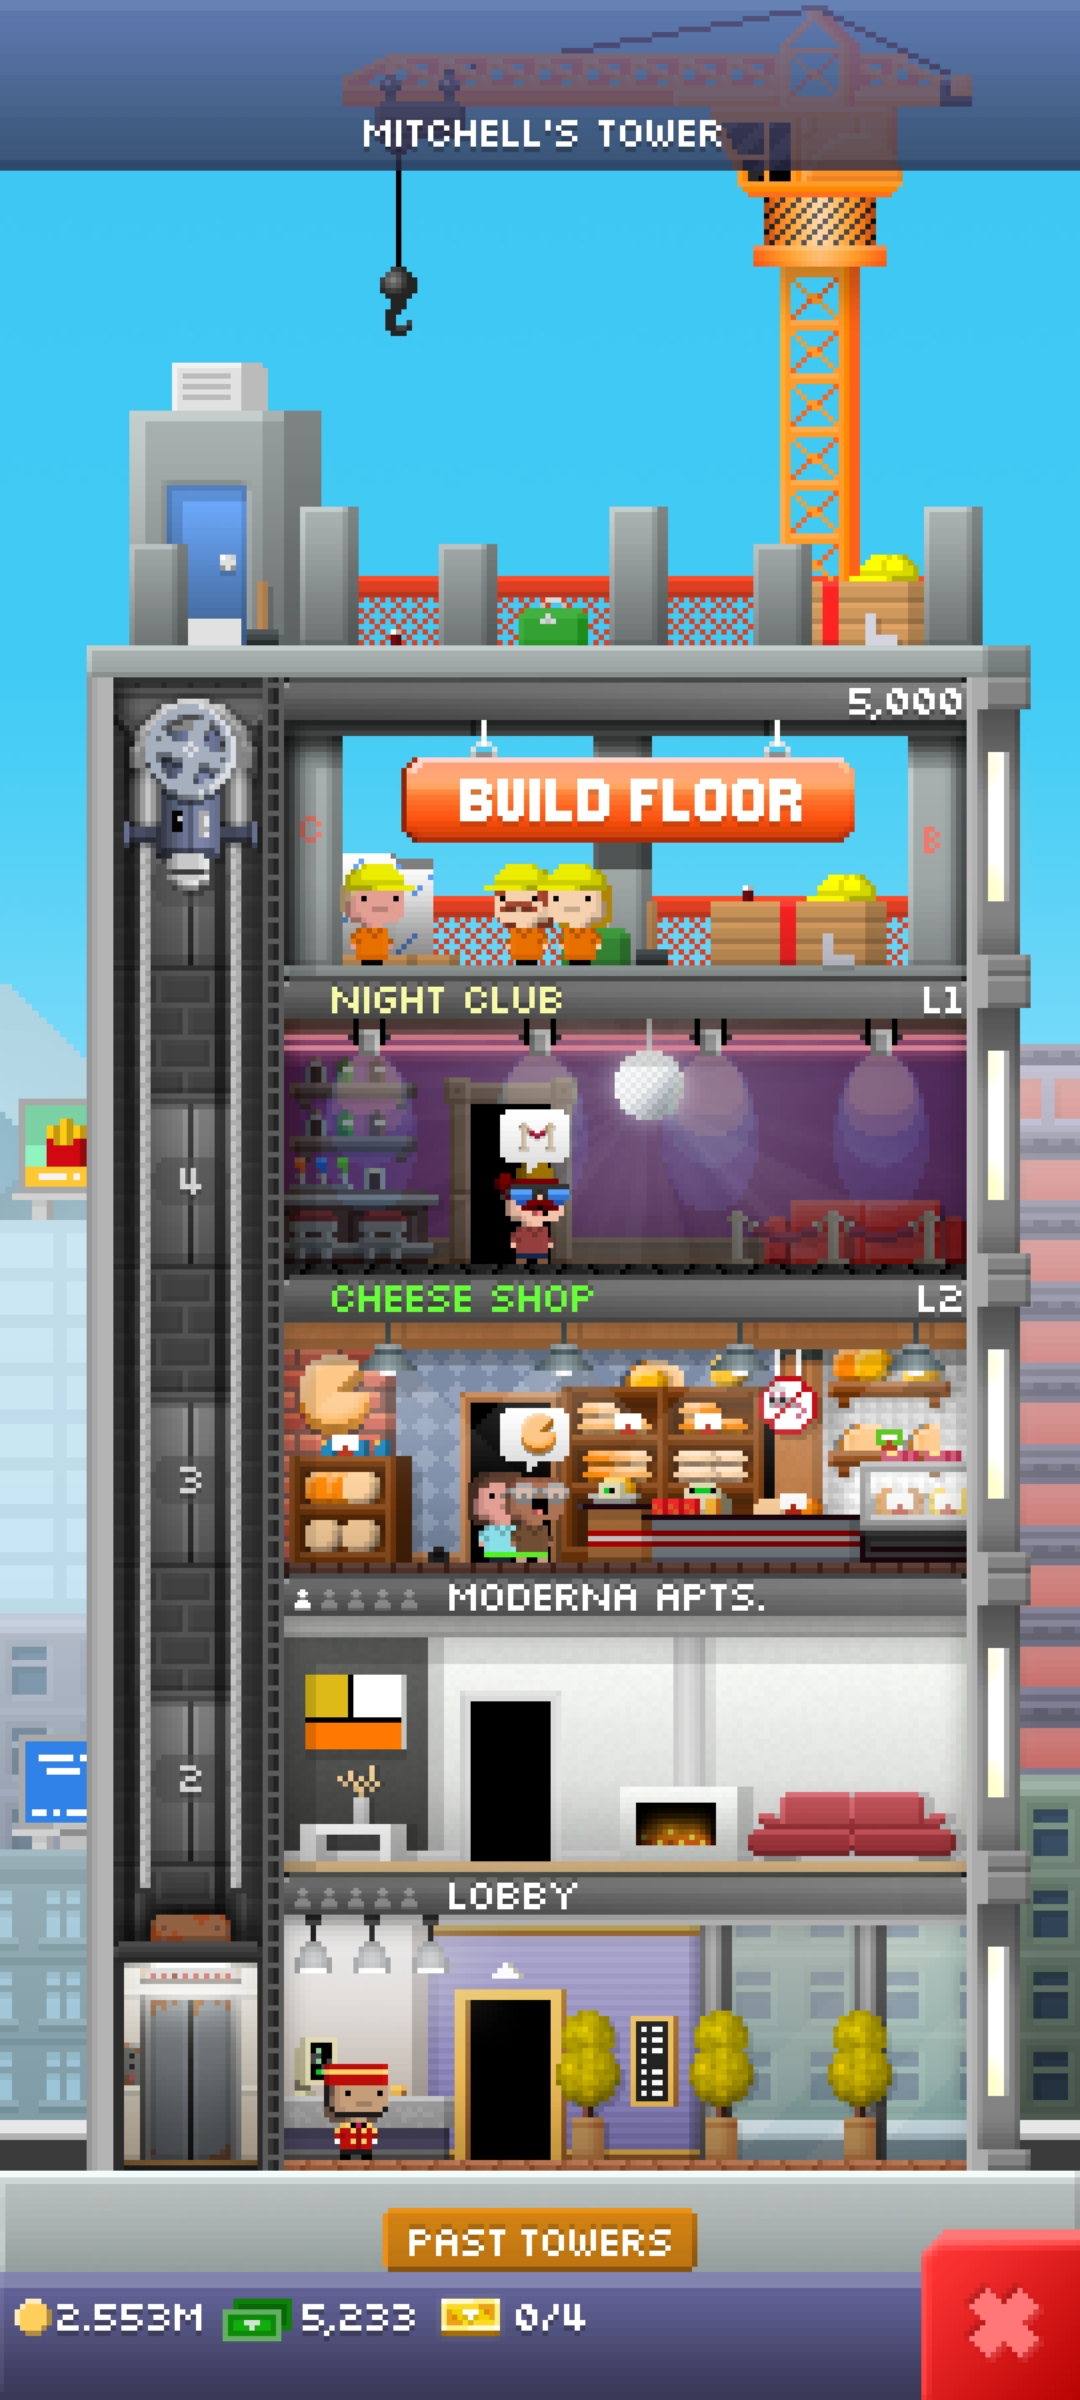 MITCHELL'S TOWER
5,000
BUILD FLOOR
C
B
NIGHT CLUB
L1
M
4
CHEESE SHOP
L2
3
MODERNA APTS.
2
LOBBY
PAST TOWERS
2.553M 5,233 0/4